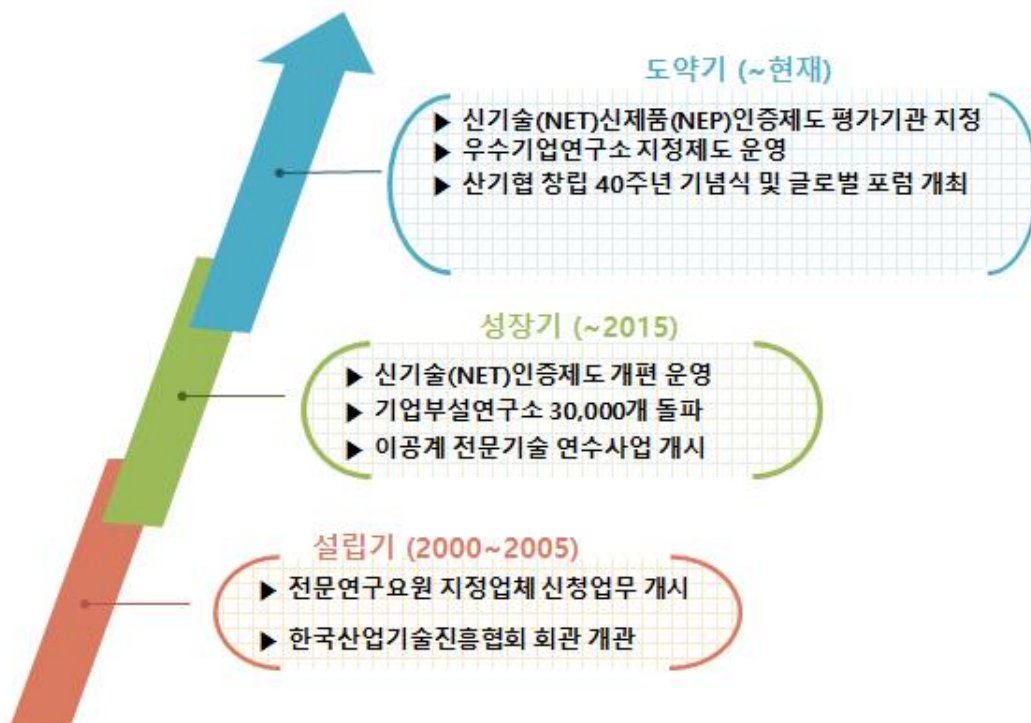 도약기 (~현재)
▶ 신기술(NET)신제품(NEP)인증제도 평가기관 지정
▶ 우수기업연구소 지정제도 운영
▶ 산기협 창립 40주년 기념식 및 글로벌 포럼 개최
성장기 (~2015)
▶ 신기술(NET)인증제도 개편 운영
▶ 기업부설연구소 30,000개 돌파
▶ 이공계 전문기술 연수사업 개시
설립기 (2000~2005)
▶ 전문연구요원 지정업체 신청업무 개시
▶ 한국산업기술진흥협회 회관 개관